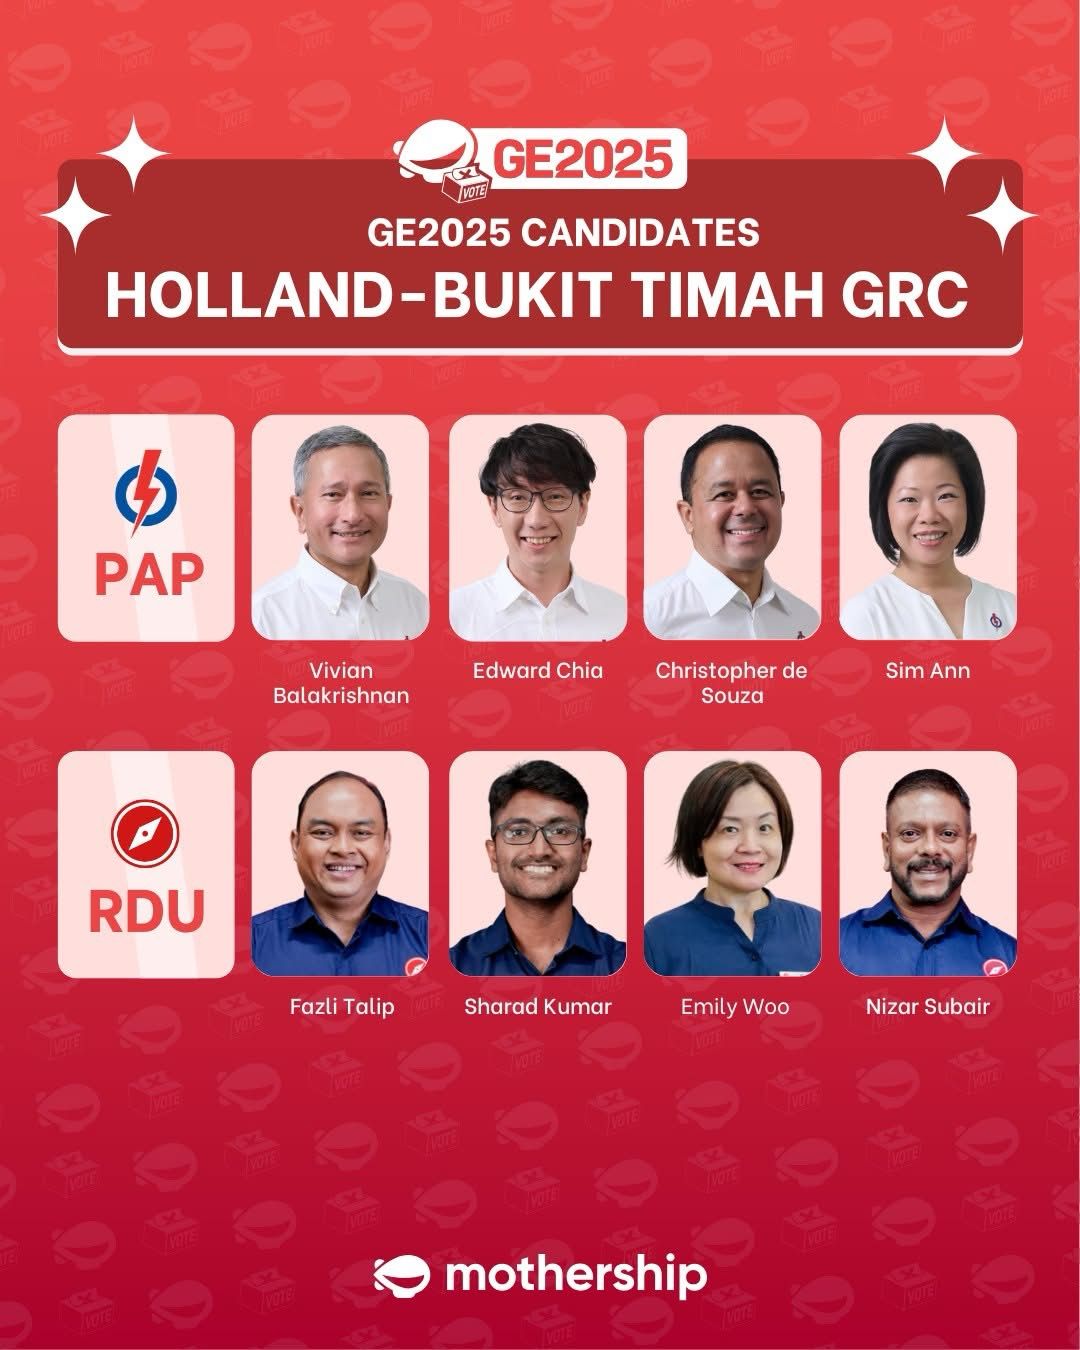 VOTE
GE2025
GE2025 CANDIDATES
HOLLAND-BUKIT TIMAH GRC
PAP
Vivian
Balakrishnan
Edward Chia
Christopher de
Souza
Sim Ann
RDU
Fazli Talip
Sharad Kumar
Emily Woo
Nizar Subair
mothership